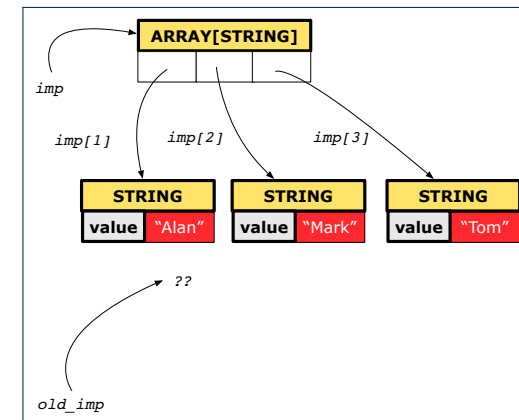 ARRAY[STRING]
imp
imp[1]
imp[2]
imp[3]
STRING
value "Alan"
STRING
value "Mark"
STRING
value "Tom"
??
old_imp